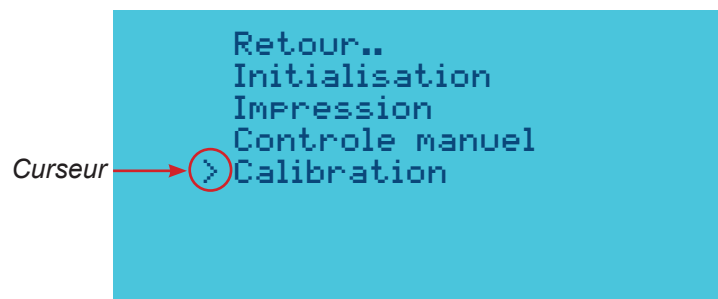 Retour..
Initialisation
Impression
Controle manuel
Curseur > Calibration